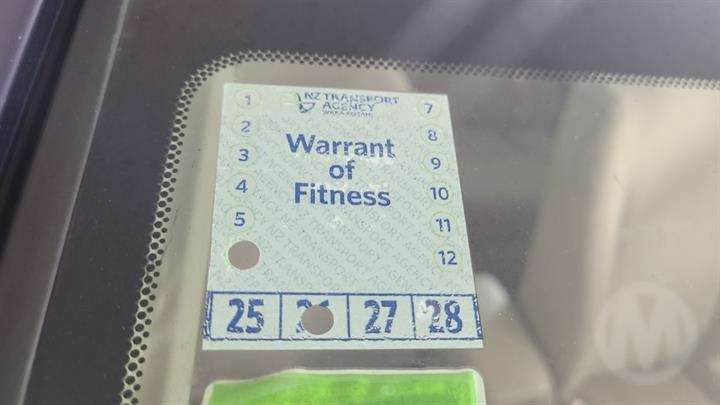 NZ TRANSPORT
AGENCY
WAKA KOTAHI
Warrant
of
Fitness
1
2
3
4
5
7
8
9
10
11
12
25 27 28
M